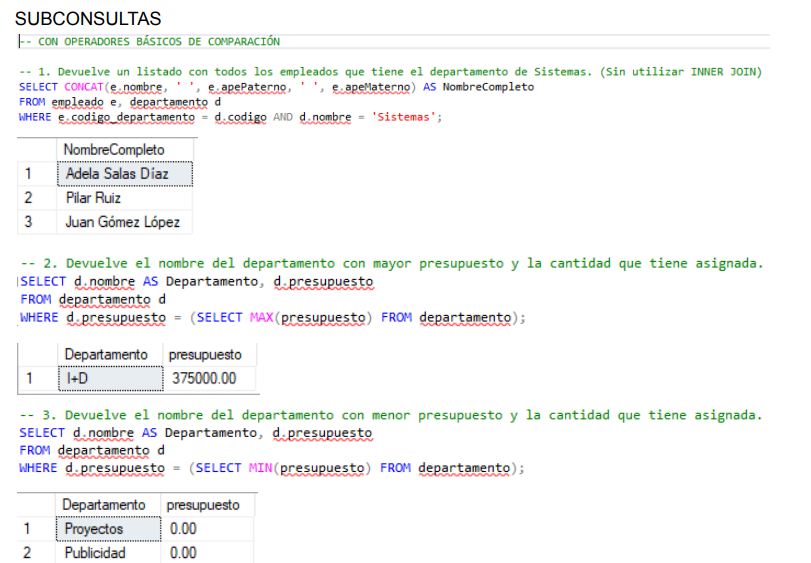 SUBCONSULTAS
-- CON OPERADORES BÁSICOS DE COMPARACIÓN
-- 1. Devuelve un listado con todos los empleados que tiene el departamento de Sistemas. (Sin utilizar INNER JOIN)
SELECT CONCAT(e.nombre, ' ', e.apePaterno, ' ', e.apeMaterno) AS NombreCompleto
FROM empleado e, departamento d
WHERE e.codigo_departamento = d.codigo AND d.nombre = 'Sistemas';
NombreCompleto
1 Adela Salas Díaz
2 Pilar Ruiz
3 Juan Gómez López
-- 2. Devuelve el nombre del departamento con mayor presupuesto y la cantidad que tiene asignada.
SELECT d.nombre AS Departamento, d.presupuesto
FROM departamento d
WHERE d.presupuesto = (SELECT MAX(presupuesto) FROM departamento);
Departamento presupuesto
1 I+D 375000.00
-- 3. Devuelve el nombre del departamento con menor presupuesto y la cantidad que tiene asignada.
SELECT d.nombre AS Departamento, d.presupuesto
FROM departamento d
WHERE d.presupuesto = (SELECT MIN(presupuesto) FROM departamento);
Departamento presupuesto
1 Proyectos 0.00
2 Publicidad 0.00